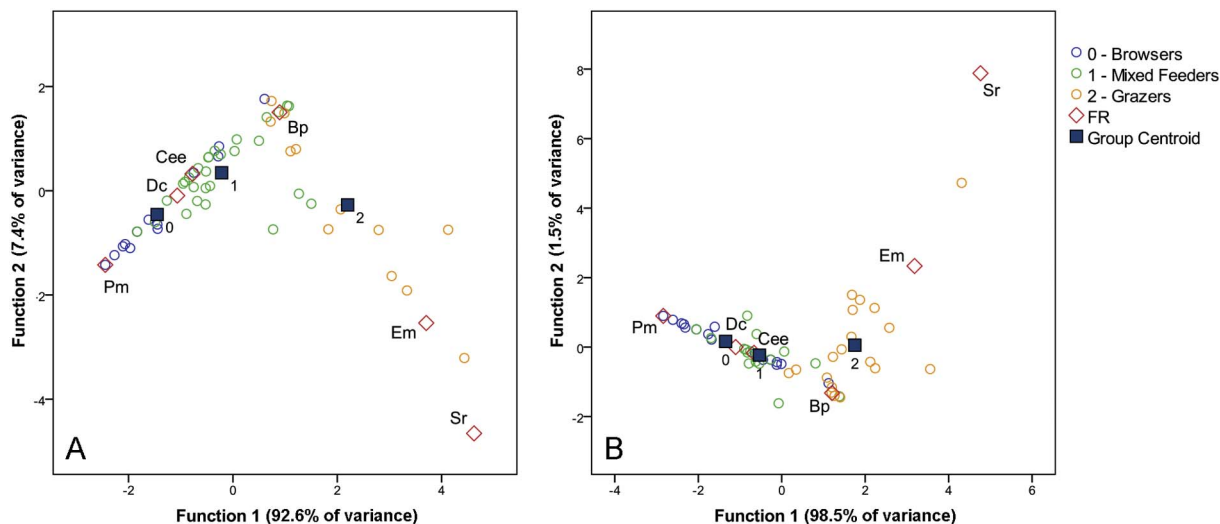 2
0
-2
-4
-2
0
2
4
Function 2 (7.4% of variance)
Function 1 (92.6% of variance)
Cee
Dc
Bp
0
1
2
Pm
Em
Sr
A
8
6
4
2
0
-2
-4
-2
0
2
4
6
Function 2 (1.5% of variance)
Function 1 (98.5% of variance)
Sr
Em
Pm
Dc
Cee
0
1
2
Bp
B
0 - Browsers
1 - Mixed Feeders
2 - Grazers
FR
Group Centroid